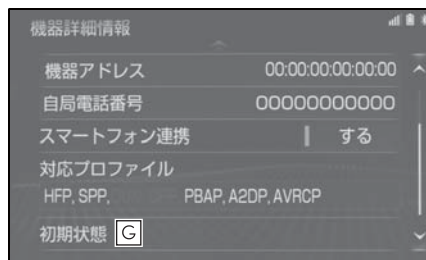 機器詳細情報
機器アドレス 00:00:00:00:00:00
自局電話番号 00000000000
スマートフォン連携 する
対応プロファイル
HFP, SPP, PBAP, A2DP, AVRCP
初期状態 G